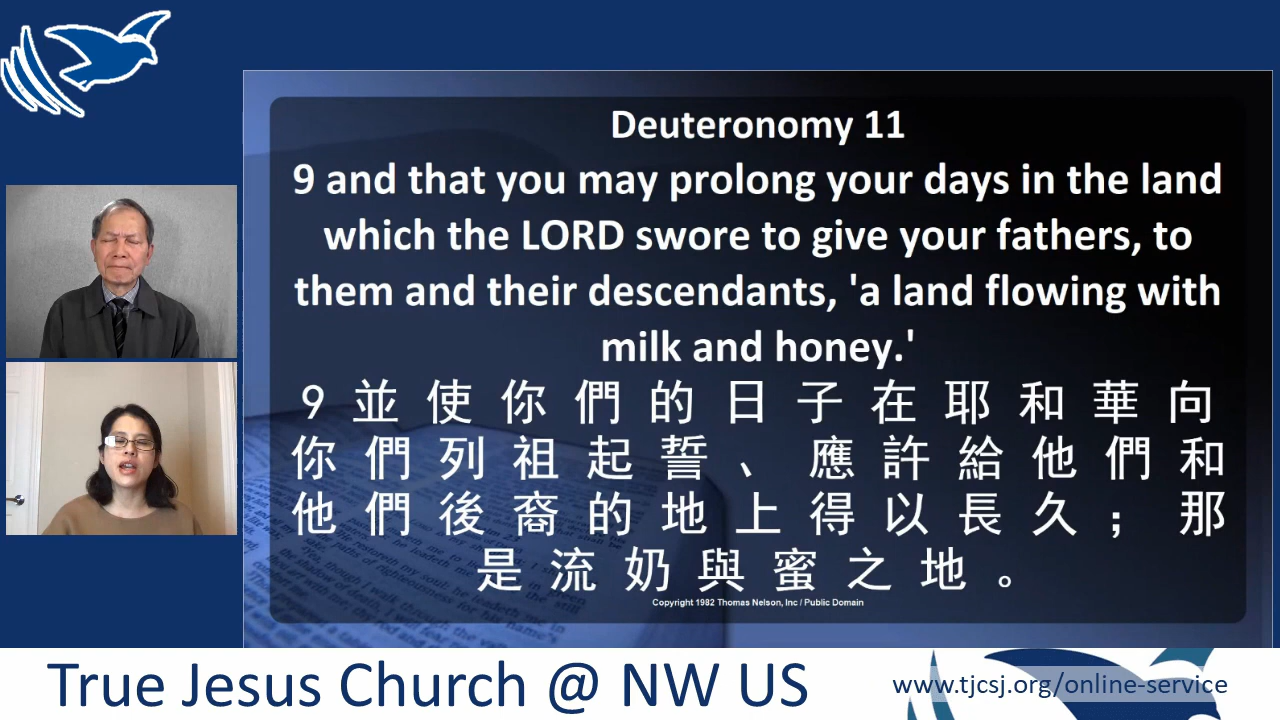 Deuteronomy 11
9 and that you may prolong your days in the land
which the LORD swore to give your fathers, to
them and their descendants, 'a land flowing with
milk and honey.'
9 並使你們的日子在耶和華向
你們列祖起誓、應許給他們和
他們後裔的地上得以長久；那
是流奶與蜜之地。
Copyright 1982 Thomas Nelson, Inc / Public Domain
True Jesus Church @ NW US
www.tjcsj.org/online-service